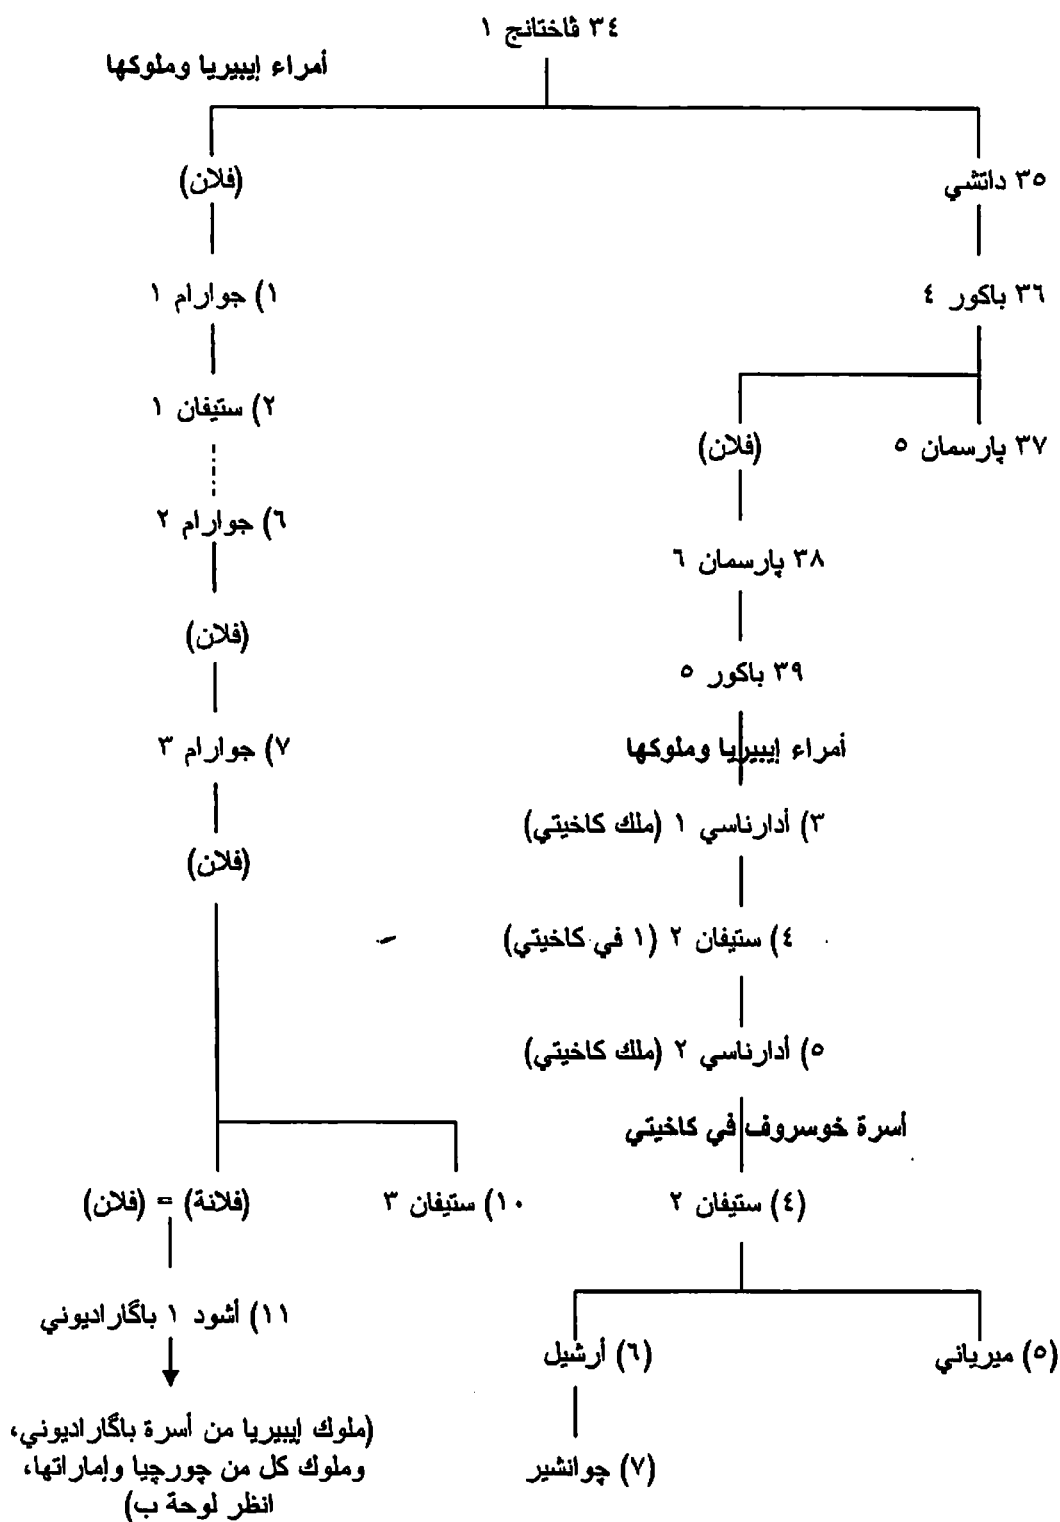 ٣٤ ڤاختانج ١
أمراء إيبيريا وملوكها
٣٥ داتشي
(فلان)
٣٦ باكور ٤
١) جوارام ١
٢) ستيفان ١
٣٧ پارسمان ٥
(فلان)
٦) جوارام ٢
٣٨ پارسمان ٦
(فلان)
٣٩ باكور ٥
أمراء إيبيريا وملوكها
٧) جوارام ٣
٣) أدارناسي ١ (ملك كاخيتي)
(فلان)
٤) ستيفان ٢ (١ في كاخيتي)
٥) أدارناسي ٢ (ملك كاخيتي)
أسرة خوسروف في كاخيتي
(٤) ستيفان ٢
١٠) ستيفان ٣
(فلانة) = (فلان)
١١) أشود ١ باگاراديوني
(٥) ميرياني
(٦) أرشيل
(٧) چوانشير
(ملوك إيبيريا من أسرة باگاراديوني،
وملوك كل من چورچيا وإماراتها،
انظر لوحة ب)